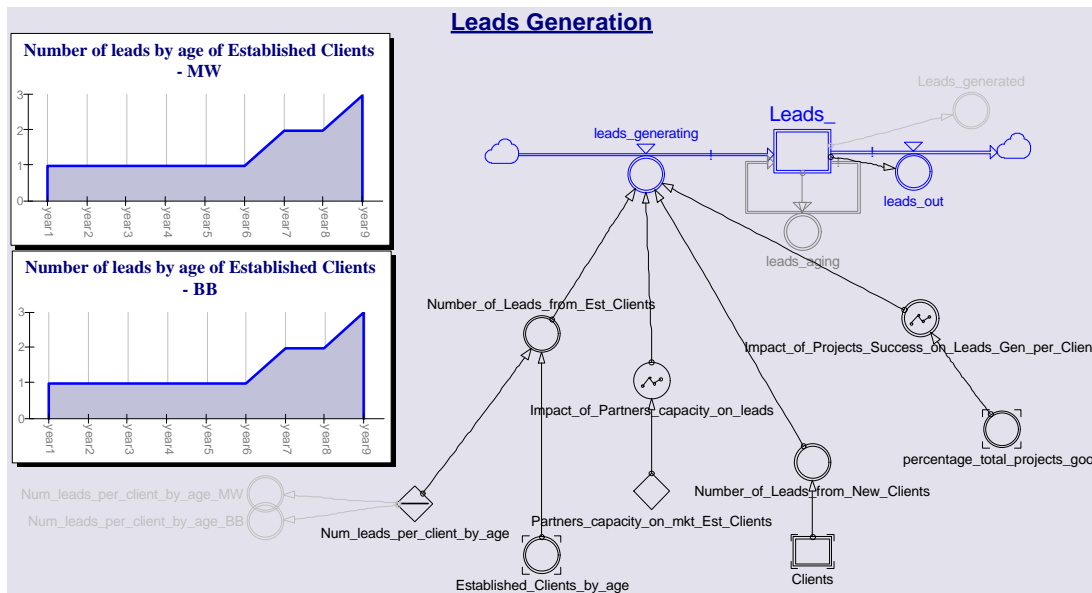 Leads Generation
Number of leads by age of Established Clients
- MW
3
2
1
0
year1
year2
year3
year4
year5
year6
year7
year8
year9
Number of leads by age of Established Clients
- BB
3
2
1
0
year1
year2
year3
year4
year5
year6
year7
year8
year9
Leads_generated
Leads_
leads_generating
leads_out
leads_aging
Number_of_Leads_from_Est_Clients
Impact_of_Projects_Success_on_Leads_Gen_per_Clien
Impact_of_Partners_capacity_on_leads
percentage_total_projects_goo
Num_leads_per_client_by_age_MW
Num_leads_per_client_by_age_BB
Number_of_Leads_from_New_Clients
Partners_capacity_on_mkt_Est_Clients
Num_leads_per_client_by_age
Established_Clients_by_age
Clients